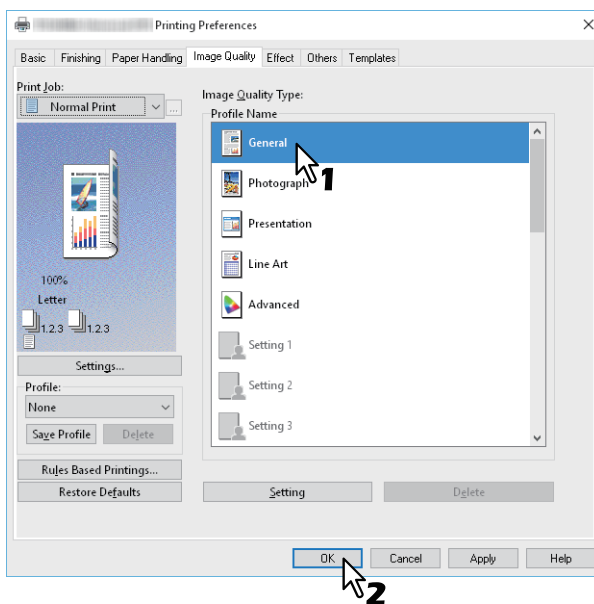 Printing Preferences
Basic Finishing Paper Handling Image Quality Effect Others Templates
Print Job:
Normal Print
...
100%
Letter
1.2.3 1.2.3
Settings...
Profile:
None
Save Profile Delete
Rules Based Printings...
Restore Defaults
Image Quality Type:
Profile Name
General
1
Photograph
Presentation
Line Art
Advanced
Setting 1
Setting 2
Setting 3
Setting Delete
OK Cancel Apply Help
2